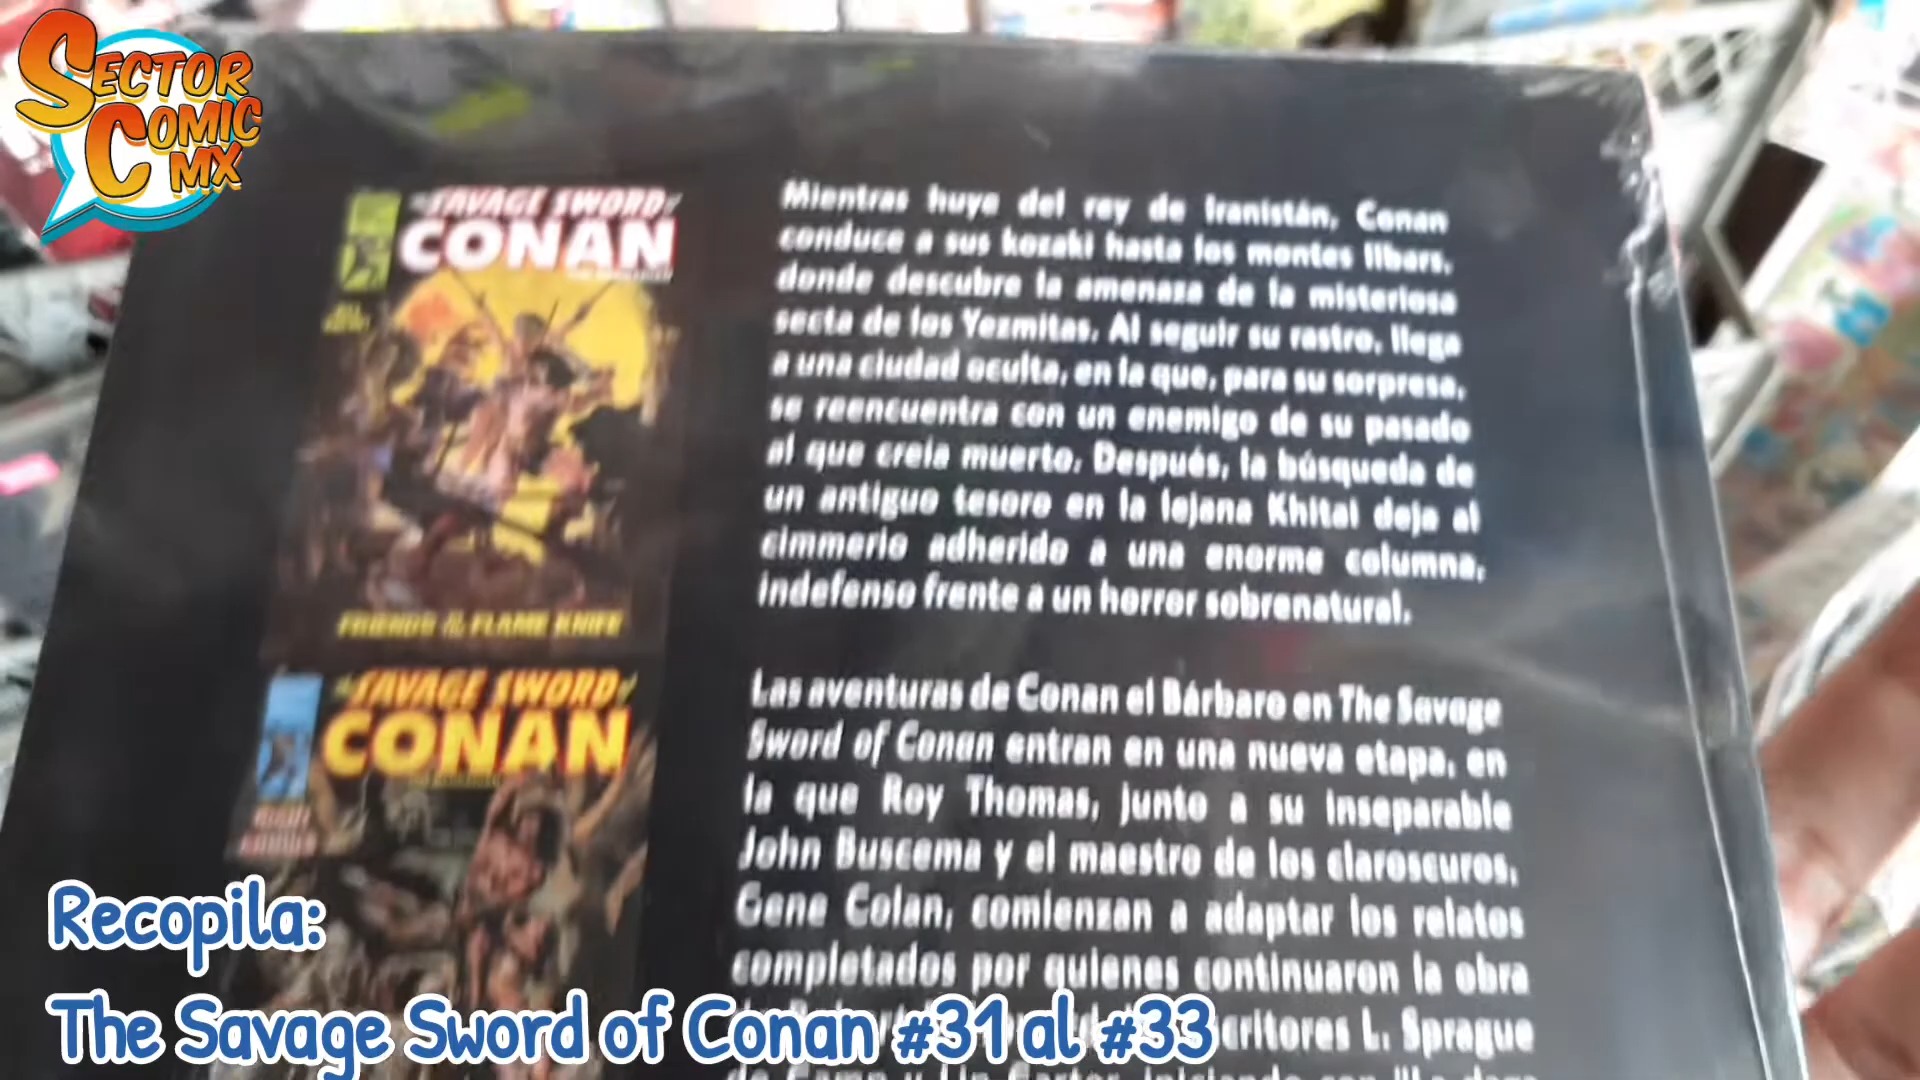 SECTOR
COMIC
MX
SAVAGE SWORD of
CONAN
FRIENDS OF THE FLAME KNIFE
SAVAGE SWORD of
CONAN
Mientras huye del rey de Iranistán, Conan
conduce a sus kozaki hasta los montes Ilbars,
donde descubre la amenaza de la misteriosa
secta de los Yezmitas. Al seguir su rastro, llega
a una ciudad oculta, en la que, para su sorpresa,
se reencuentra con un enemigo de su pasado
al que creía muerto. Después, la búsqueda de
un antiguo tesoro en la lejana Khitai deja al
cimmerio adherido a una enorme columna,
indefenso frente a un horror sobrenatural.
Las aventuras de Conan el Bárbaro en The Savage
Sword of Conan entran en una nueva etapa, en
la que Roy Thomas, junto a su inseparable
John Buscema y el maestro de los claroscuros,
Gene Colan, comienzan a adaptar los relatos
completados por quienes continuaron la obra
critores L. Sprague
Recopila:
The Savage Sword of Conan #31 al #33